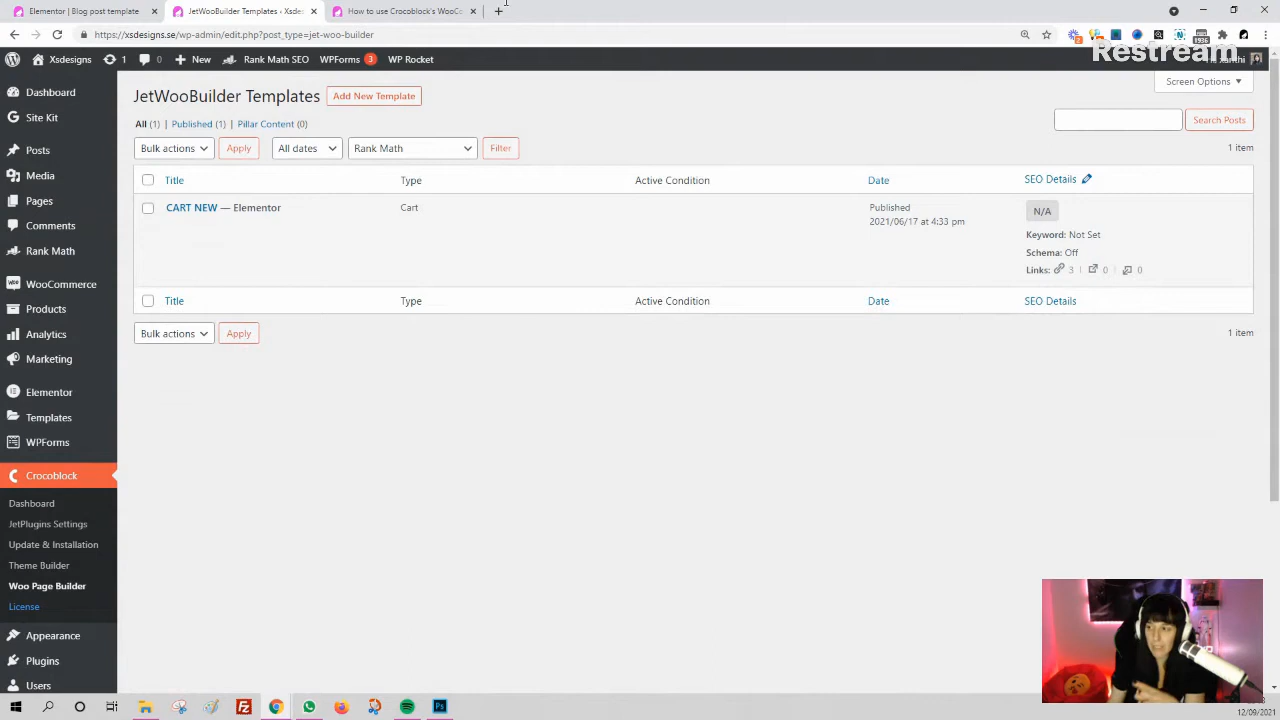 Elementor | Blog post template
JetWooBuilder Templates ‹ Xsdes
How to use Crocoblock's WooCo
https://xsdesigns.se/wp-admin/edit.php?post_type=jet-woo-builder
2
1936
Restream
Xsdesigns
1
0
New
Rank Math SEO
WPForms 3
WP Rocket
Dashboard
Site Kit
Posts
Media
Pages
Comments
Rank Math
WooCommerce
Products
Analytics
Marketing
Elementor
Templates
WPForms
Crocoblock
Dashboard
JetPlugins Settings
Update & Installation
Theme Builder
Woo Page Builder
License
Appearance
Plugins
Users
Screen Options
JetWooBuilder Templates
Add New Template
All (1) | Published (1) | Pillar Content (0)
Search Posts
Bulk actions
Apply
All dates
Rank Math
Filter
1 item
Title Type Active Condition Date SEO Details
CART NEW — Elementor
Cart
Published
2021/06/17 at 4:33 pm
N/A
Keyword: Not Set
Schema: Off
Links: 3 | 0 | 0
Title Type Active Condition Date SEO Details
Bulk actions
Apply
1 item
Fz
Ps
12/09/2021